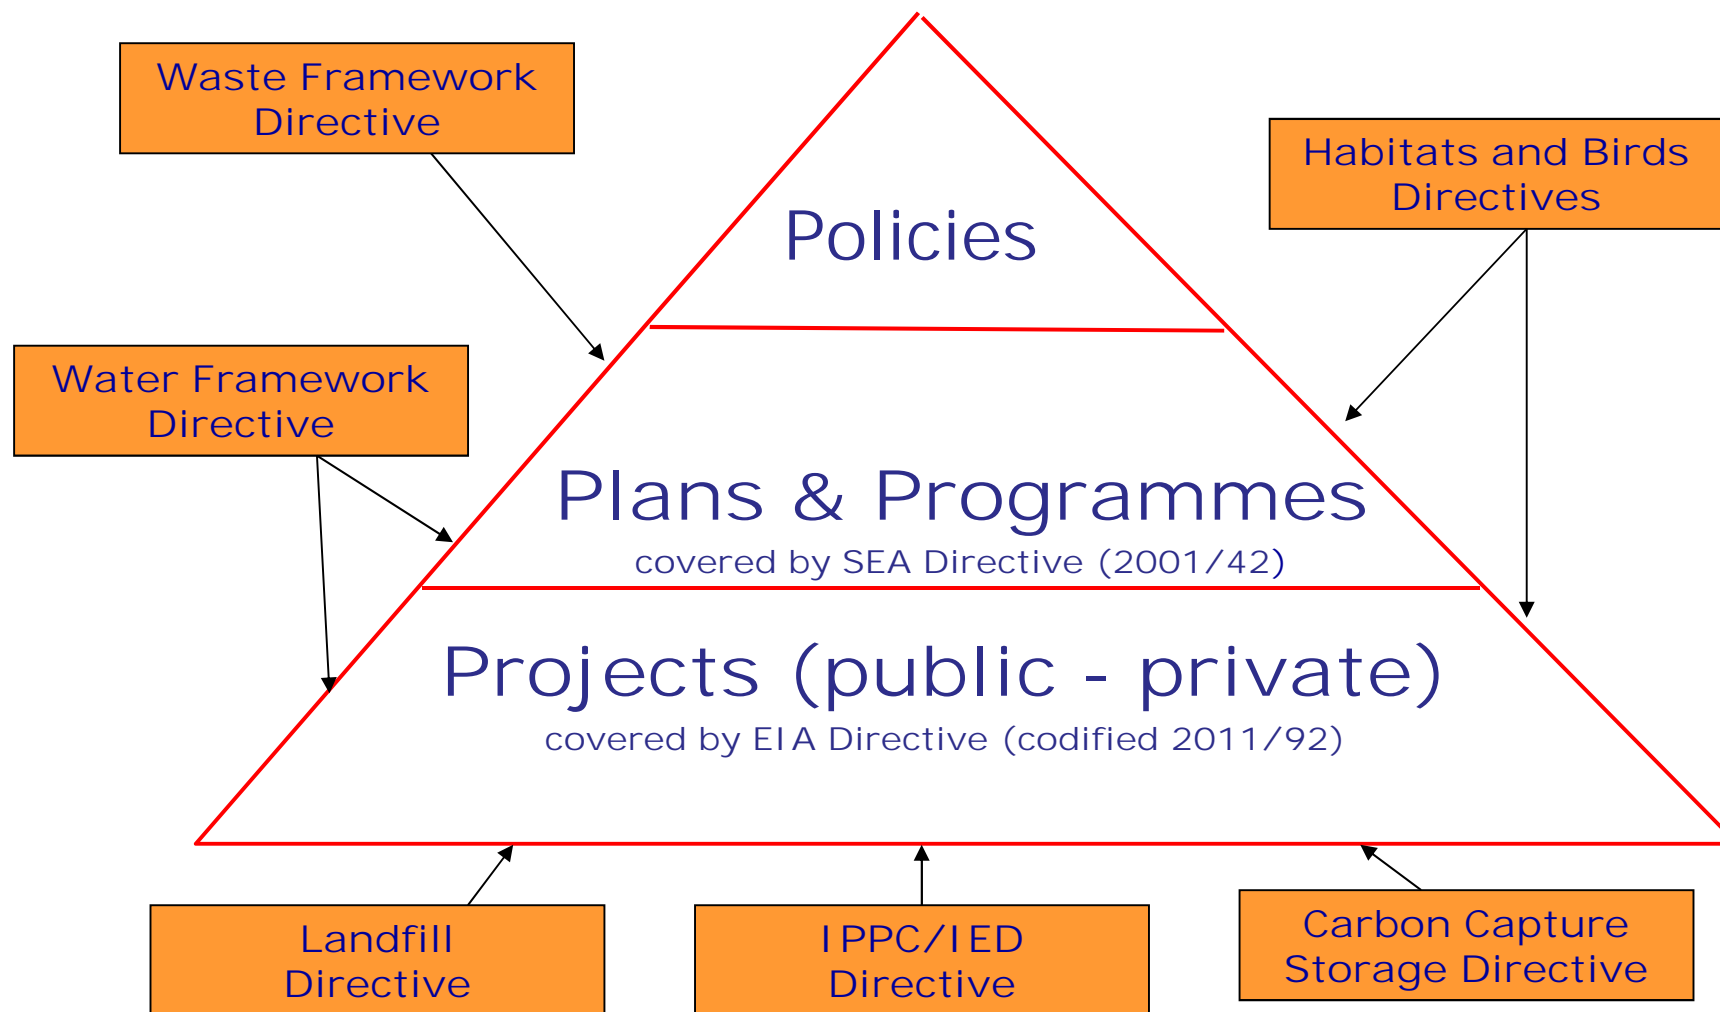 Waste Framework
Directive
Habitats and Birds
Directives
Policies
Water Framework
Directive
Plans & Programmes
covered by SEA Directive (2001/42)
Projects (public - private)
covered by EIA Directive (codified 2011/92)
Landfill
Directive
IPPC/IED
Directive
Carbon Capture
Storage Directive